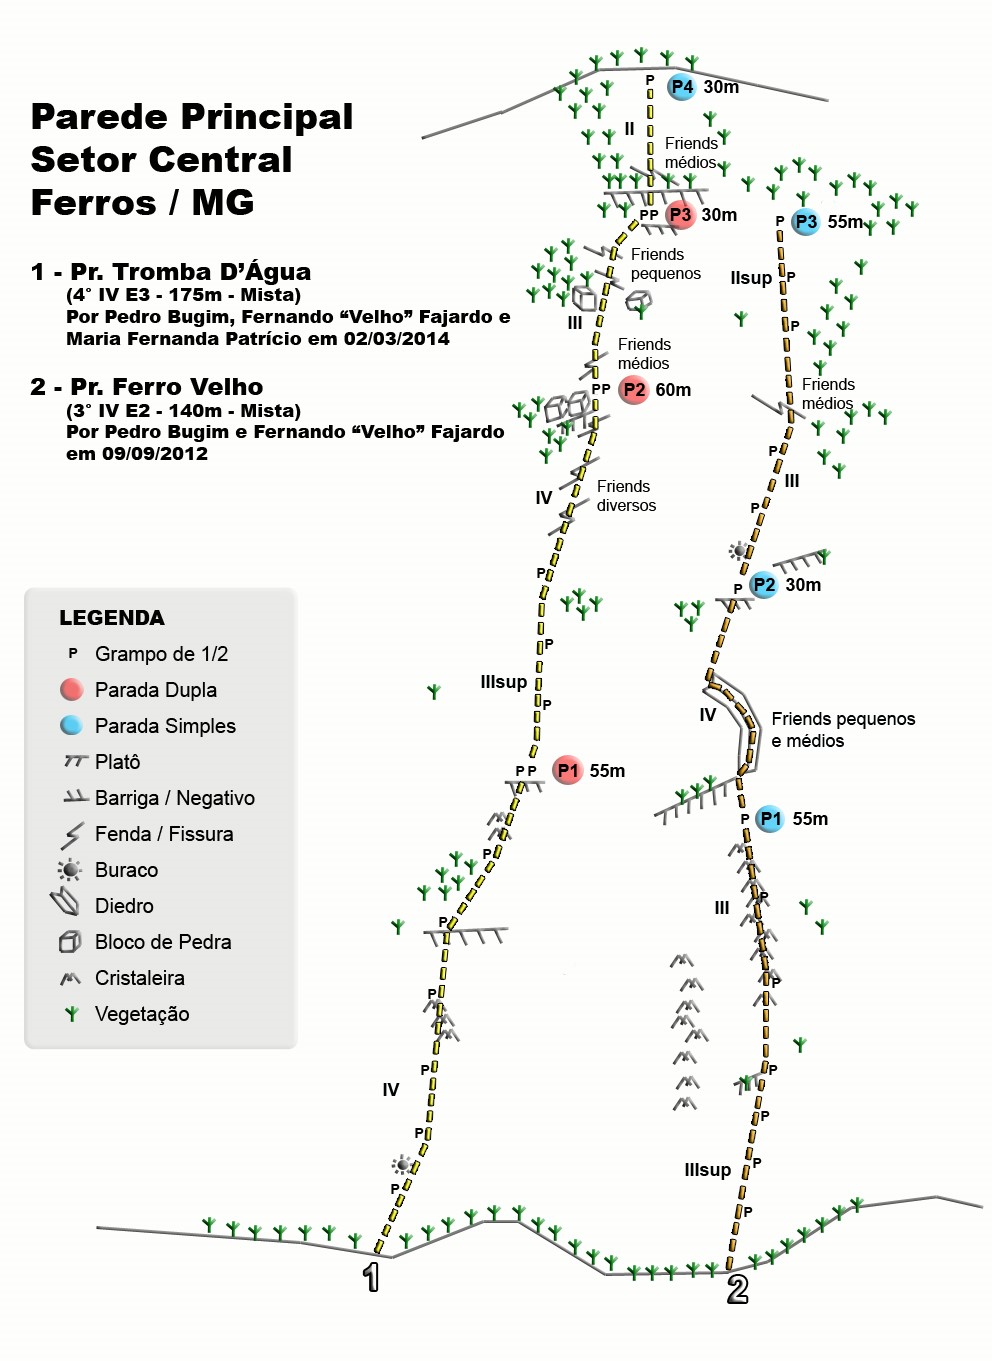 Parede Principal
Setor Central
Ferros / MG
1 - Pr. Tromba D’Água
(4° IV E3 - 175m - Mista)
Por Pedro Bugim, Fernando “Velho” Fajardo e
Maria Fernanda Patrício em 02/03/2014
2 - Pr. Ferro Velho
(3° IV E2 - 140m - Mista)
Por Pedro Bugim e Fernando “Velho” Fajardo
em 09/09/2012
LEGENDA
P Grampo de 1/2
Parada Dupla
Parada Simples
Platô
Barriga / Negativo
Fenda / Fissura
Buraco
Diedro
Bloco de Pedra
Cristaleira
Vegetação
P
P4 30m
II
Friends
médios
PP
P3 30m
Friends
pequenos
III
Friends
médios
PP
P2 60m
IV
Friends
diversos
P
P
IIIsup
P
P P
P1 55m
P
P
P
P
IV
P
P
1
P
P3 55m
IIsup
P
P
Friends
médios
P
III
P
P
P2 30m
IV
Friends pequenos
e médios
P
P1 55m
P
III
P
P
P
P
IIIsup
P
2